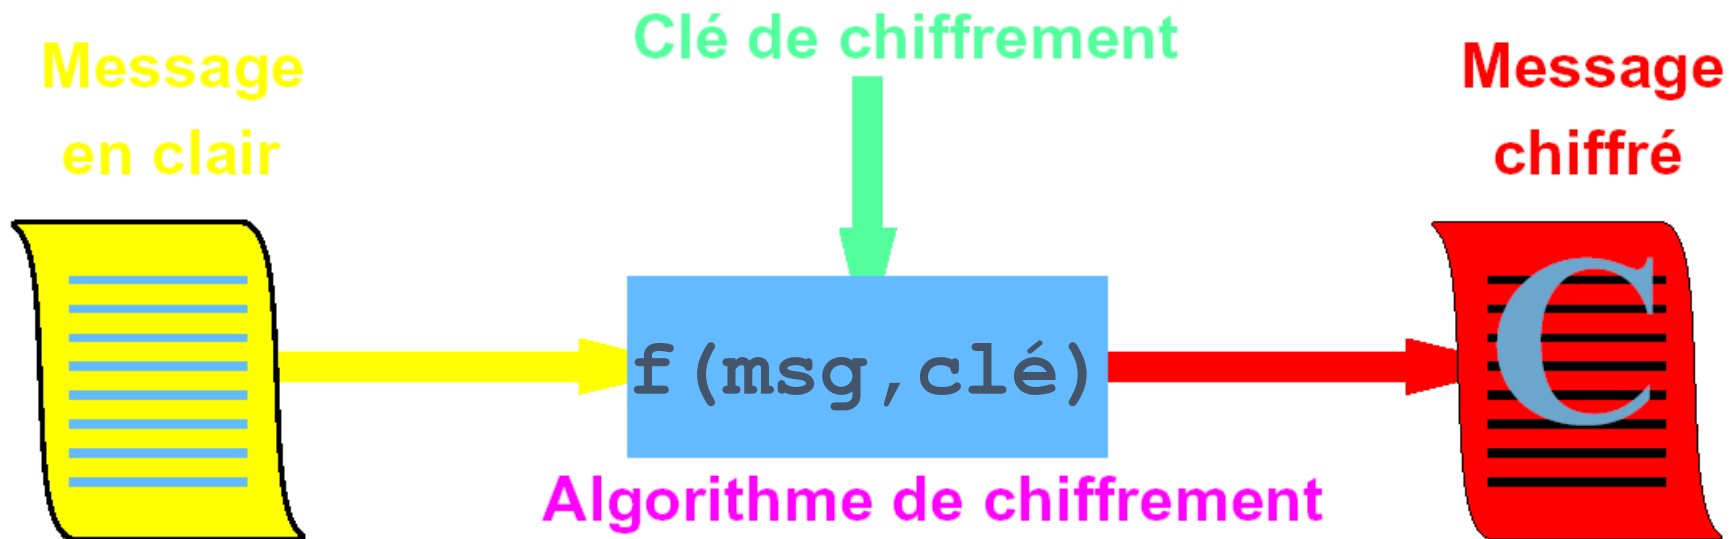 Message
en clair
Clé de chiffrement
f(msg,clé)
Algorithme de chiffrement
Message
chiffré
C